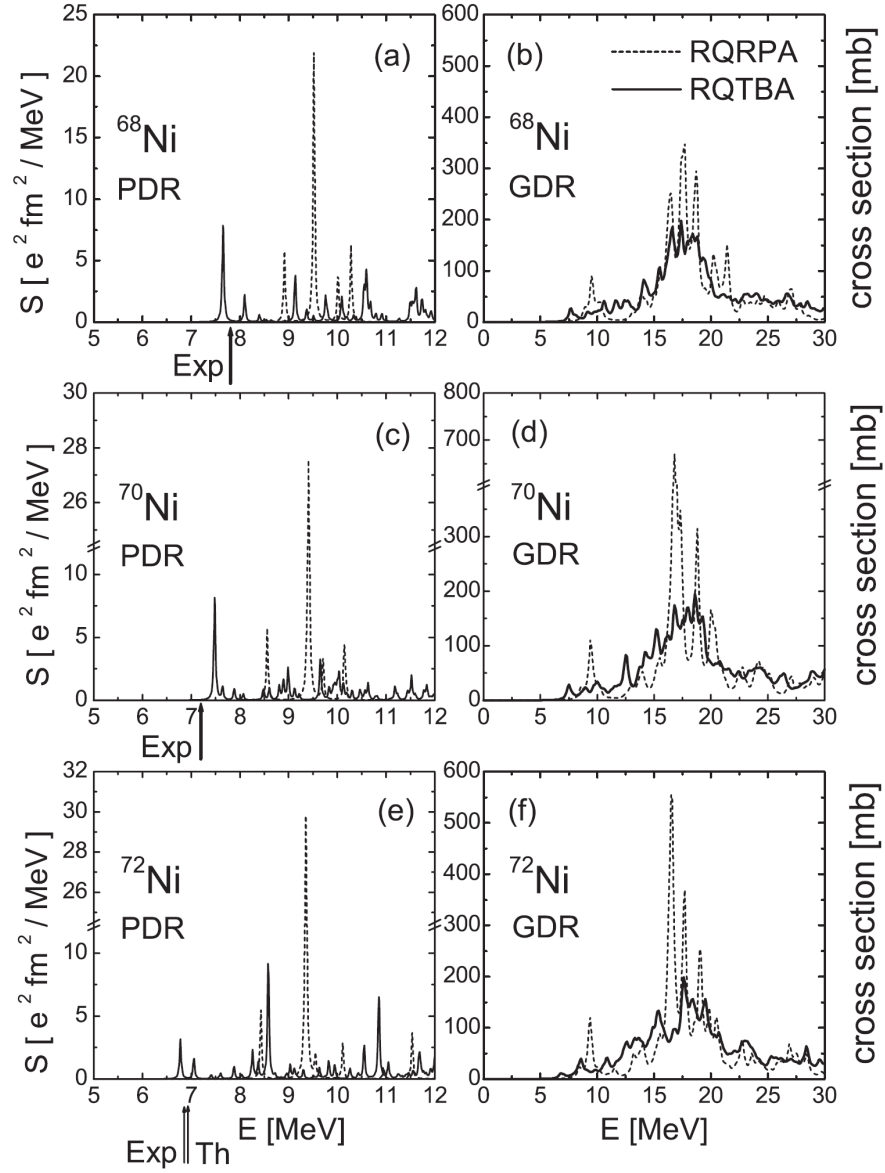 25
20
15
10
5
0
S [ e² fm² / MeV ]
(a)
⁶⁸Ni
PDR
5 6 7 8 9 10 11 12
Exp
600
500
400
300
200
100
0
cross section [mb]
(b)
RQRPA
RQTBA
⁶⁸Ni
GDR
0 5 10 15 20 25 30
30
28
26
10
5
0
S [ e² fm² / MeV ]
(c)
⁷⁰Ni
PDR
5 6 7 8 9 10 11 12
Exp
800
700
300
200
100
0
cross section [mb]
(d)
⁷⁰Ni
GDR
0 5 10 15 20 25 30
32
30
28
26
10
5
0
S [ e² fm² / MeV ]
(e)
⁷²Ni
PDR
5 6 7 8 9 10 11 12
E [MeV]
Exp Th
600
500
300
200
100
0
cross section [mb]
(f)
⁷²Ni
GDR
0 5 10 15 20 25 30
E [MeV]